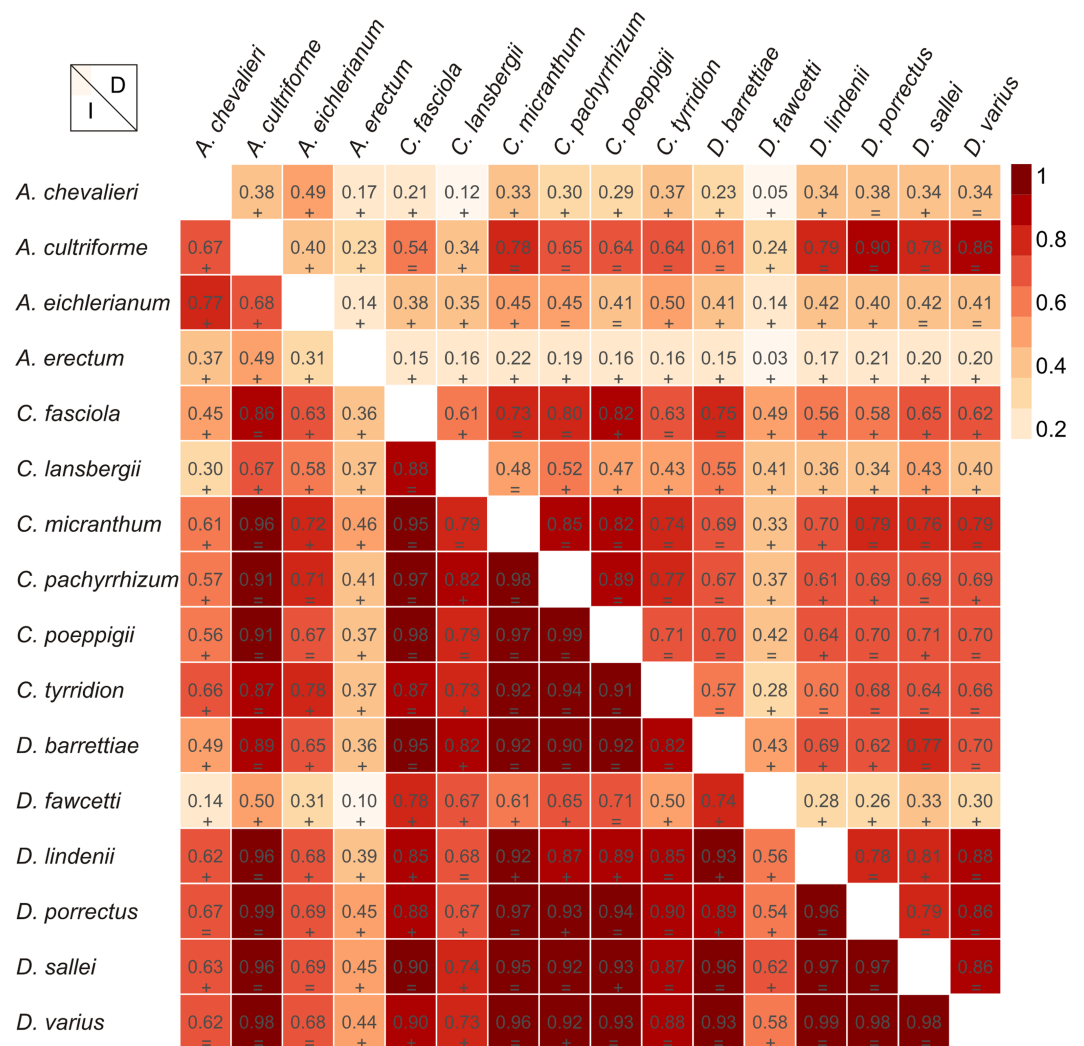 A. chevalieri
A. cultriforme
A. eichlerianum
A. erectum
C. fasciola
C. lansbergii
C. micranthum
C. pachyrrhizum
C. poeppigii
C. tyrridion
D. barrettiae
D. fawcetti
D. lindenii
D. porrectus
D. sallei
D. varius
D
I
A. chevalieri 0.38 0.49 0.17 0.21 0.12 0.33 0.30 0.29 0.37 0.23 0.05 0.34 0.38 0.34 0.34
+ + + + + + + + + + + + = + =
A. cultriforme 0.67 0.40 0.23 0.54 0.34 0.78 0.65 0.64 0.64 0.61 0.24 0.79 0.90 0.78 0.86
+ + + = + = = = = = + = = = =
A. eichlerianum 0.77 0.68 0.14 0.38 0.35 0.45 0.45 0.41 0.50 0.41 0.14 0.42 0.40 0.42 0.41
+ + + + + + = = + + + + + = =
A. erectum 0.37 0.49 0.31 0.15 0.16 0.22 0.19 0.16 0.16 0.15 0.03 0.17 0.21 0.20 0.20
+ + + + + + + + + + + + + + +
C. fasciola 0.45 0.86 0.63 0.36 0.61 0.73 0.80 0.82 0.63 0.75 0.49 0.56 0.58 0.65 0.62
+ = + + + = = + = = + + + + +
C. lansbergii 0.30 0.67 0.58 0.37 0.88 0.48 0.52 0.47 0.43 0.55 0.41 0.36 0.34 0.43 0.40
+ + + + = = + + + + + + + + +
C. micranthum 0.61 0.96 0.72 0.46 0.95 0.79 0.85 0.82 0.74 0.69 0.33 0.70 0.79 0.76 0.79
+ = + + = = = = = = + + = = =
C. pachyrrhizum 0.57 0.91 0.71 0.41 0.97 0.82 0.98 0.89 0.77 0.67 0.37 0.61 0.69 0.69 0.69
+ = = + = + = = = = + + + = +
C. poeppigii 0.56 0.91 0.67 0.37 0.98 0.79 0.97 0.99 0.71 0.70 0.42 0.64 0.70 0.71 0.70
+ = = + = = = = = = = + = = =
C. tyrridion 0.66 0.87 0.78 0.37 0.87 0.73 0.92 0.94 0.91 0.57 0.28 0.60 0.68 0.64 0.66
+ = + + = + = = = = + = = = =
D. barrettiae 0.49 0.89 0.65 0.36 0.95 0.82 0.92 0.90 0.92 0.82 0.43 0.69 0.62 0.77 0.70
+ = + + = + = = = = + + + = =
D. fawcetti 0.14 0.50 0.31 0.10 0.78 0.67 0.61 0.65 0.71 0.50 0.74 0.28 0.26 0.33 0.30
+ + + + + + + + = + + + + + +
D. lindenii 0.62 0.96 0.68 0.39 0.85 0.68 0.92 0.87 0.89 0.85 0.93 0.56 0.78 0.81 0.88
+ = + + + = + + + = + + = + =
D. porrectus 0.67 0.99 0.69 0.45 0.88 0.67 0.97 0.93 0.94 0.90 0.89 0.54 0.96 0.79 0.86
= = + + + + = + = = + + = = =
D. sallei 0.63 0.96 0.69 0.45 0.90 0.74 0.95 0.92 0.93 0.87 0.96 0.62 0.97 0.97 0.86
+ = = + = + = = + = = + = = =
D. varius 0.62 0.98 0.68 0.44 0.90 0.73 0.96 0.92 0.93 0.88 0.93 0.58 0.99 0.98 0.98
1
0.8
0.6
0.4
0.2